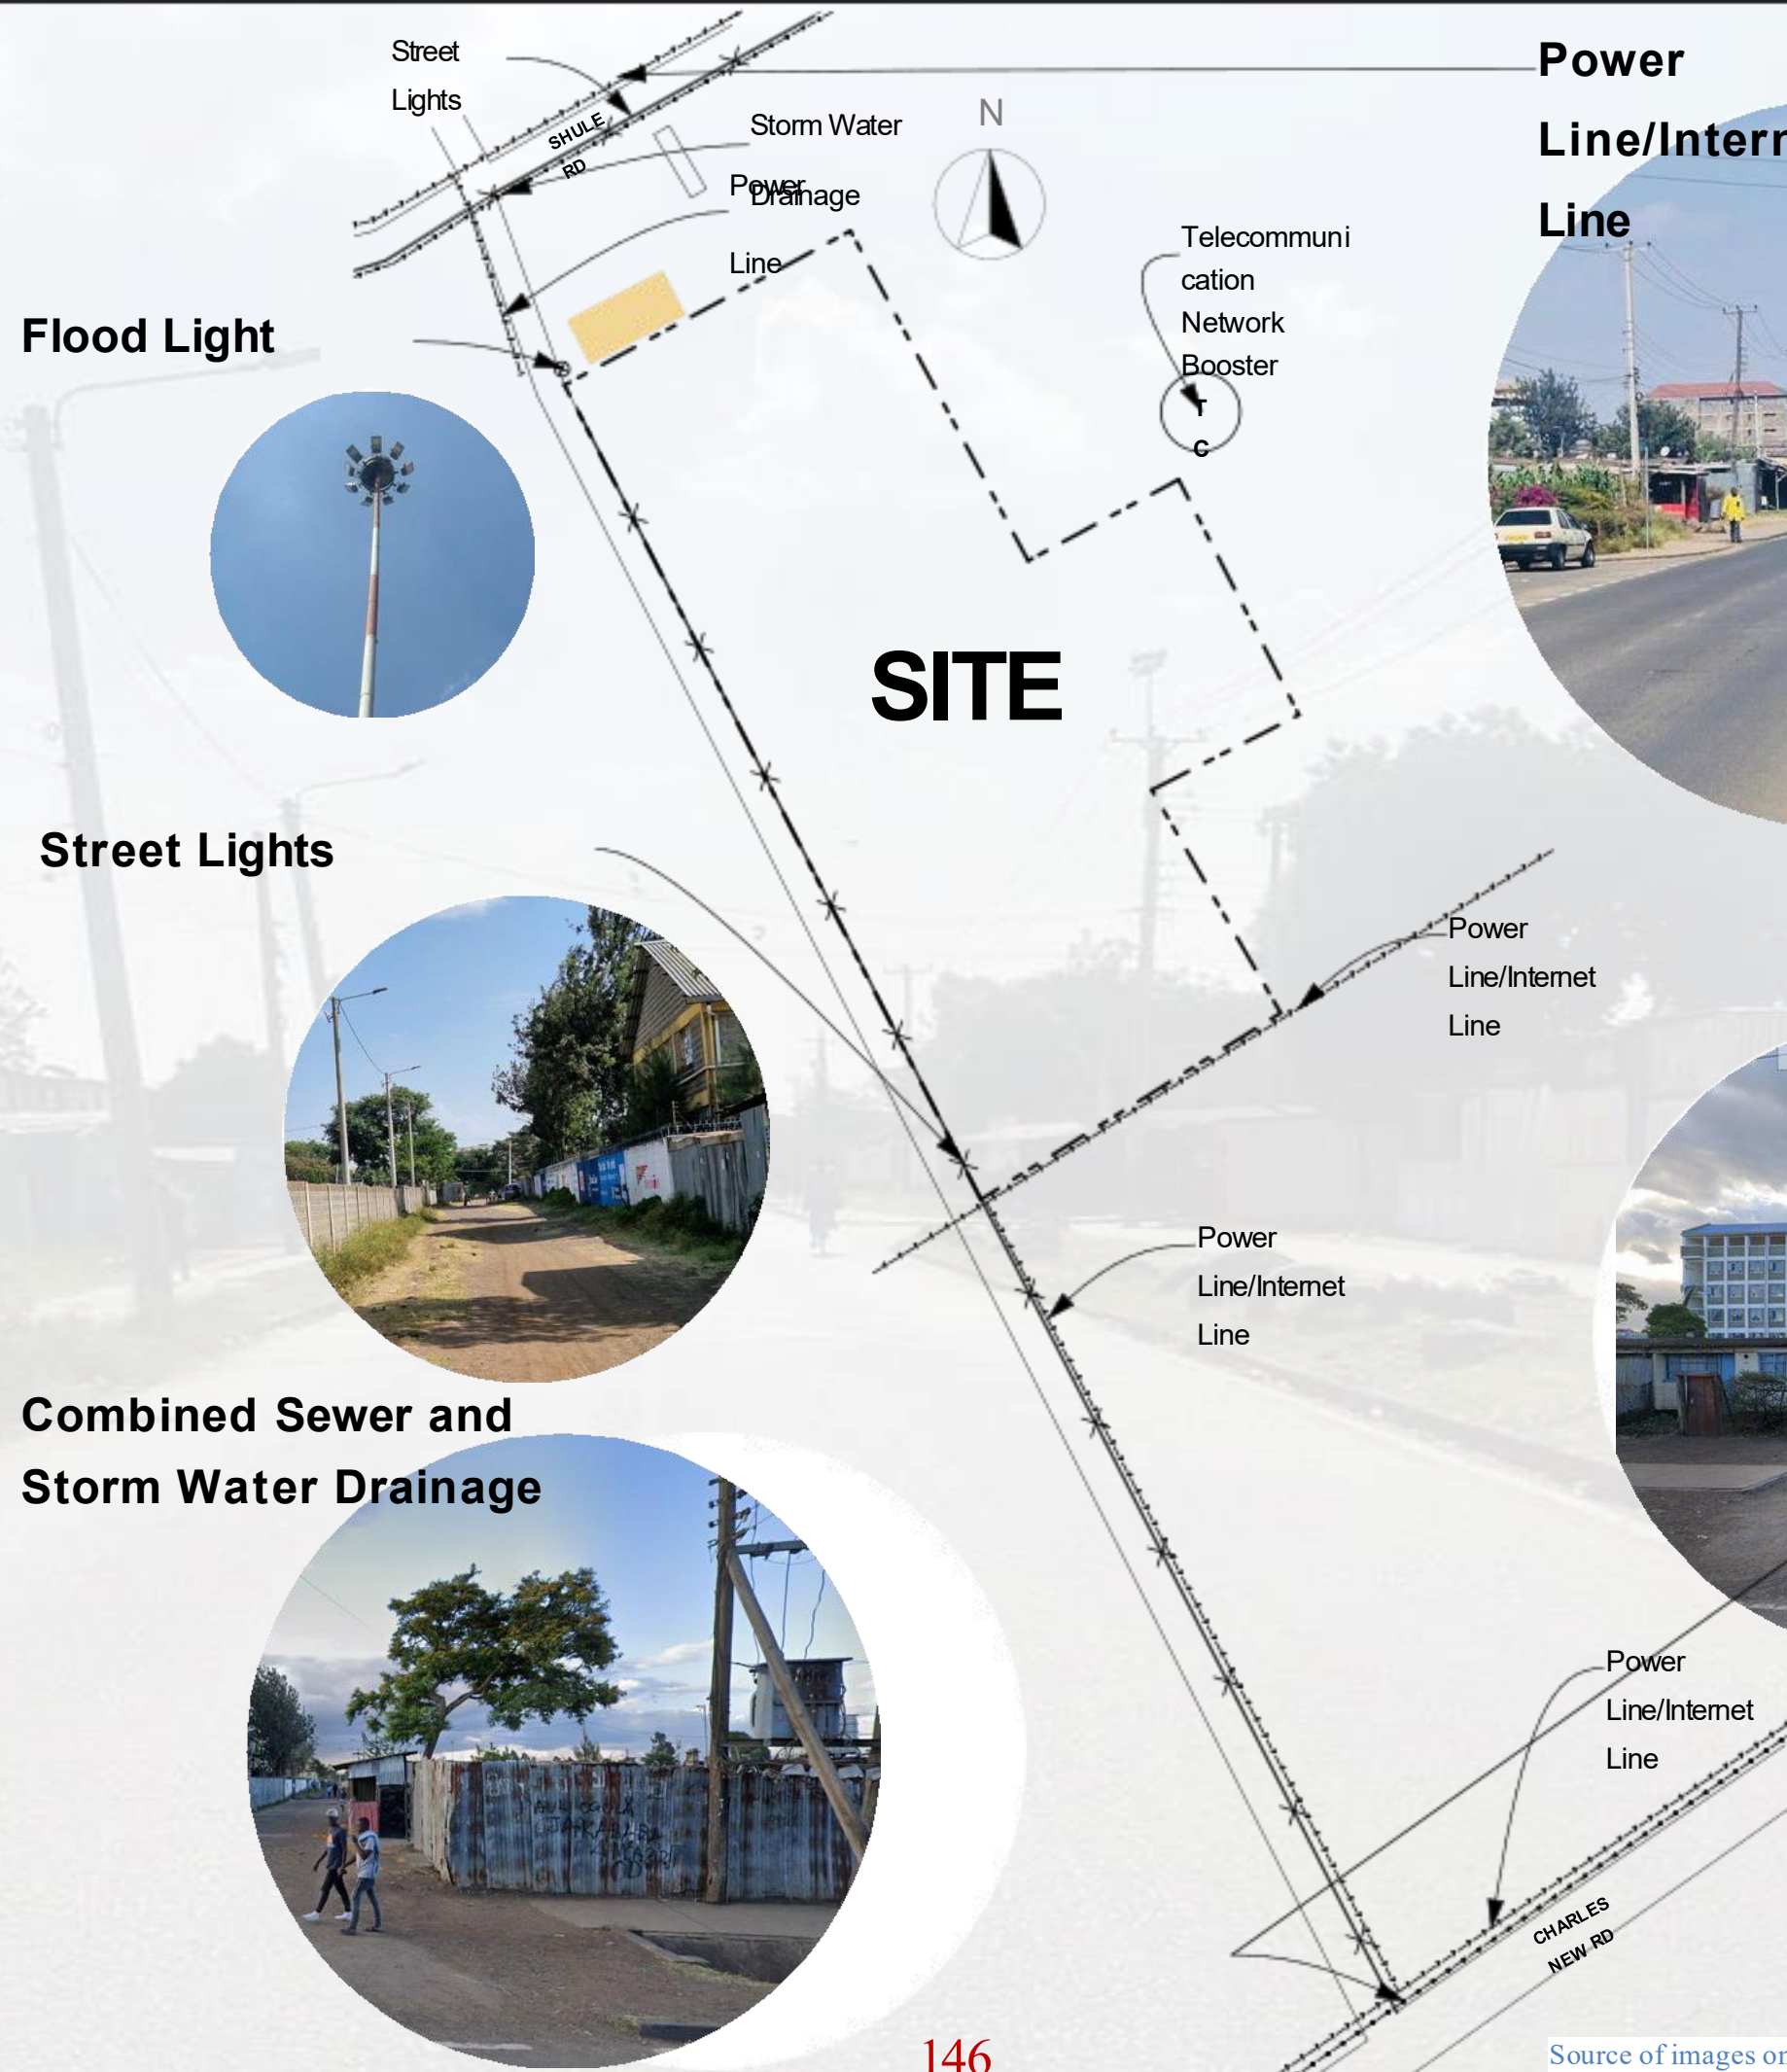 Street
Lights
Power
Line/Intern
Line
SHULE
RD
Storm Water
Drainage
Power
Line
N
Telecommuni
cation
Network
Booster
T
C
Flood Light
SITE
Street Lights
Power
Line/Internet
Line
Power
Line/Internet
Line
Combined Sewer and
Storm Water Drainage
Power
Line/Internet
Line
CHARLES
NEW RD
146
Source of images or